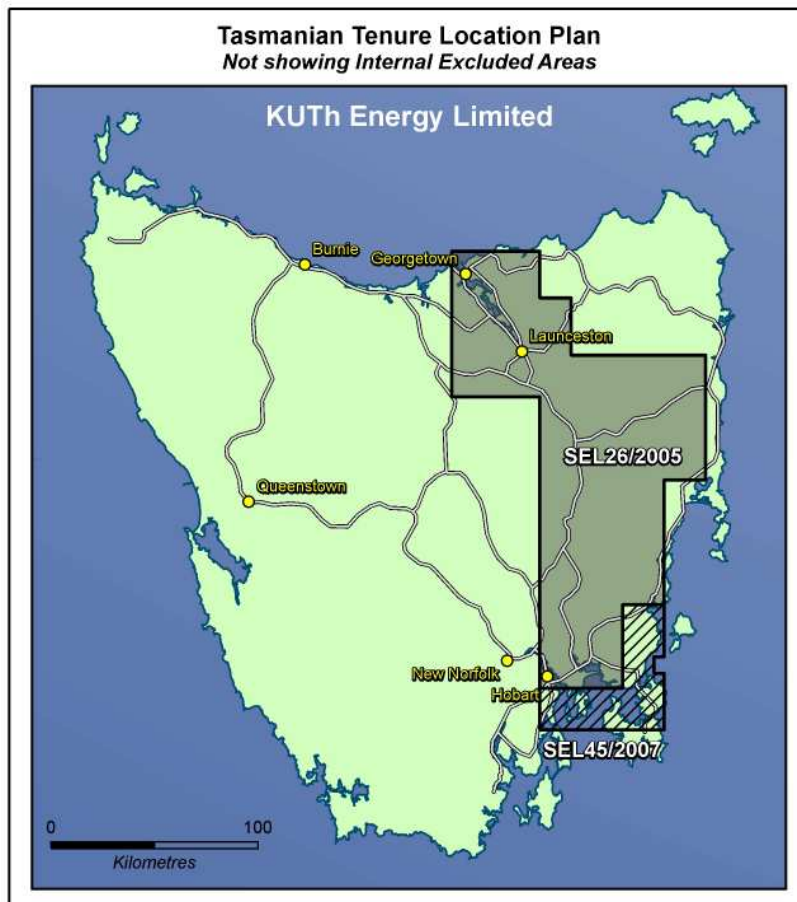 Tasmanian Tenure Location Plan
Not showing Internal Excluded Areas
KUTh Energy Limited
Burnie
Georgetown
Launceston
SEL26/2005
Queenstown
New Norfolk
Hobart
SEL45/2007
0 100
Kilometres